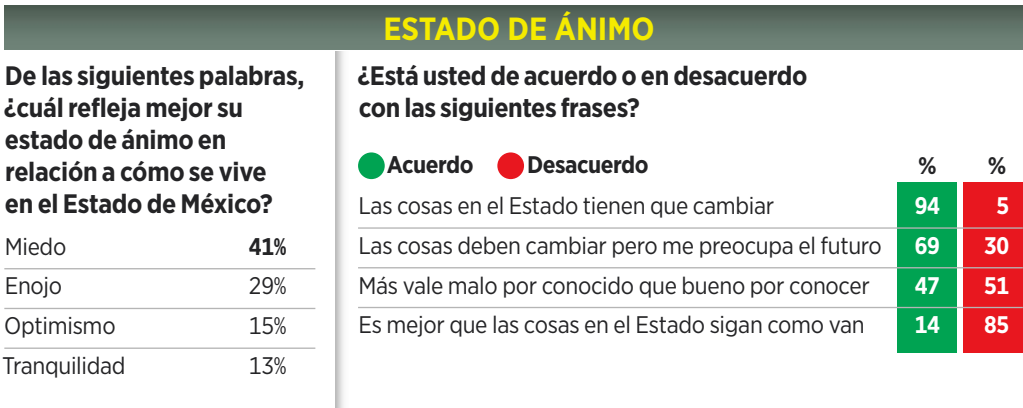 ESTADO DE ÁNIMO
De las siguientes palabras,
¿cuál refleja mejor su
estado de ánimo en
relación a cómo se vive
en el Estado de México?
Miedo 41%
Enojo 29%
Optimismo 15%
Tranquilidad 13%
¿Está usted de acuerdo o en desacuerdo
con las siguientes frases?
Acuerdo Desacuerdo % %
Las cosas en el Estado tienen que cambiar 94 5
Las cosas deben cambiar pero me preocupa el futuro 69 30
Más vale malo por conocido que bueno por conocer 47 51
Es mejor que las cosas en el Estado sigan como van 14 85